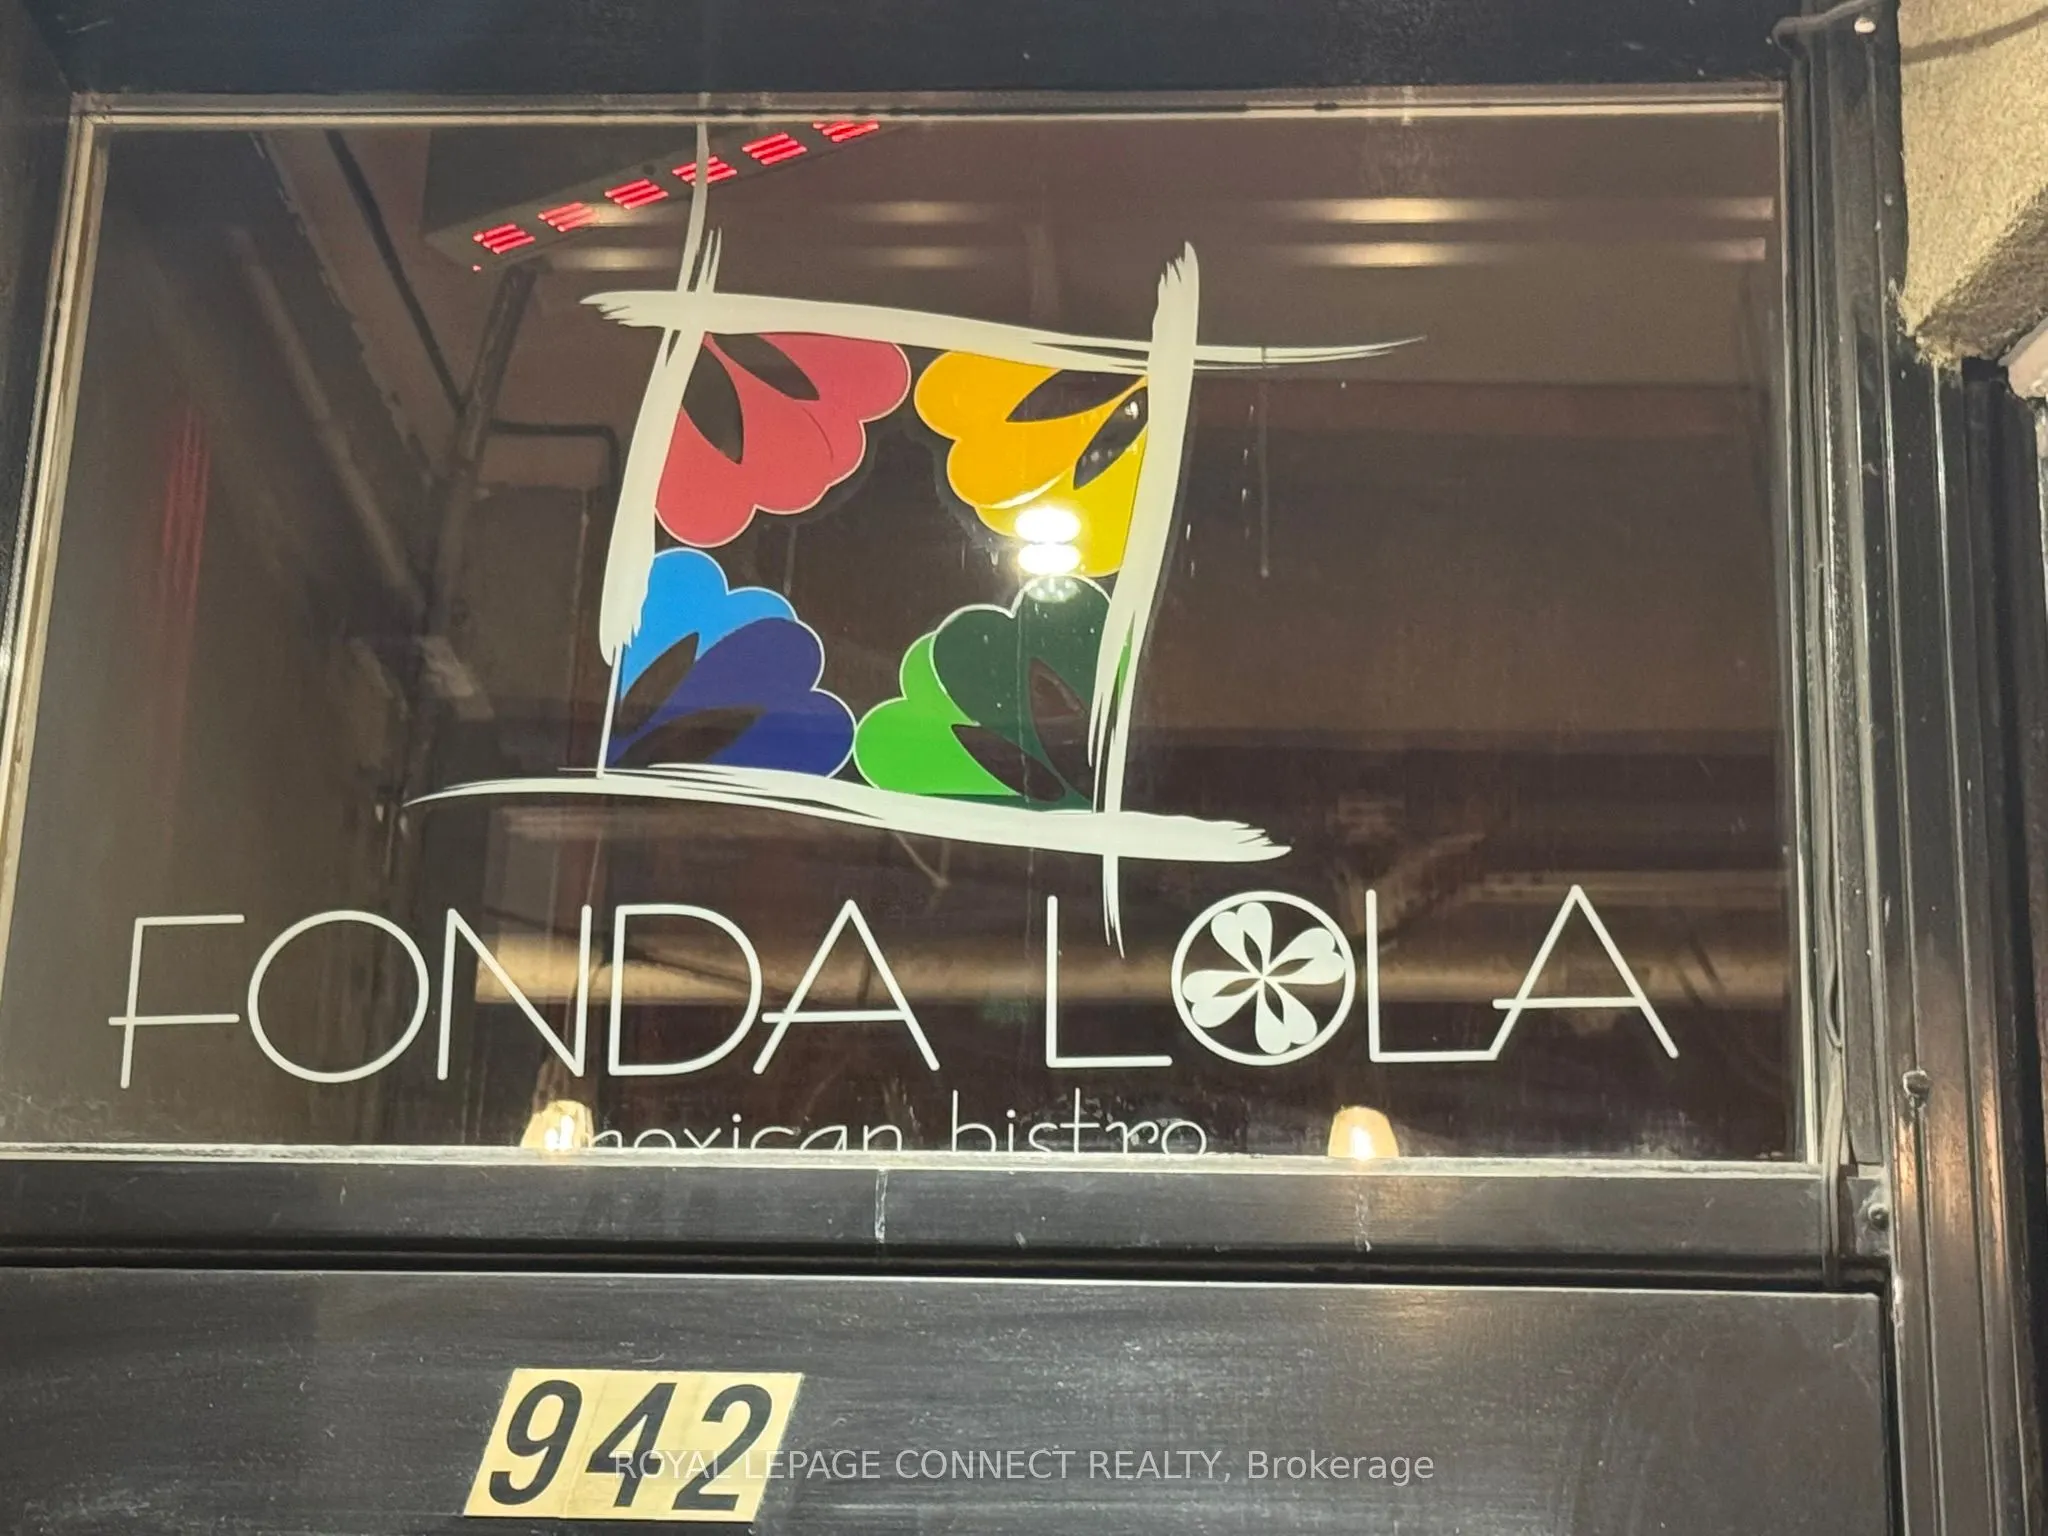 FONDA LOLA
mexican bistro
942
ROYAL LEPAGE CONNECT REALTY, Brokerage